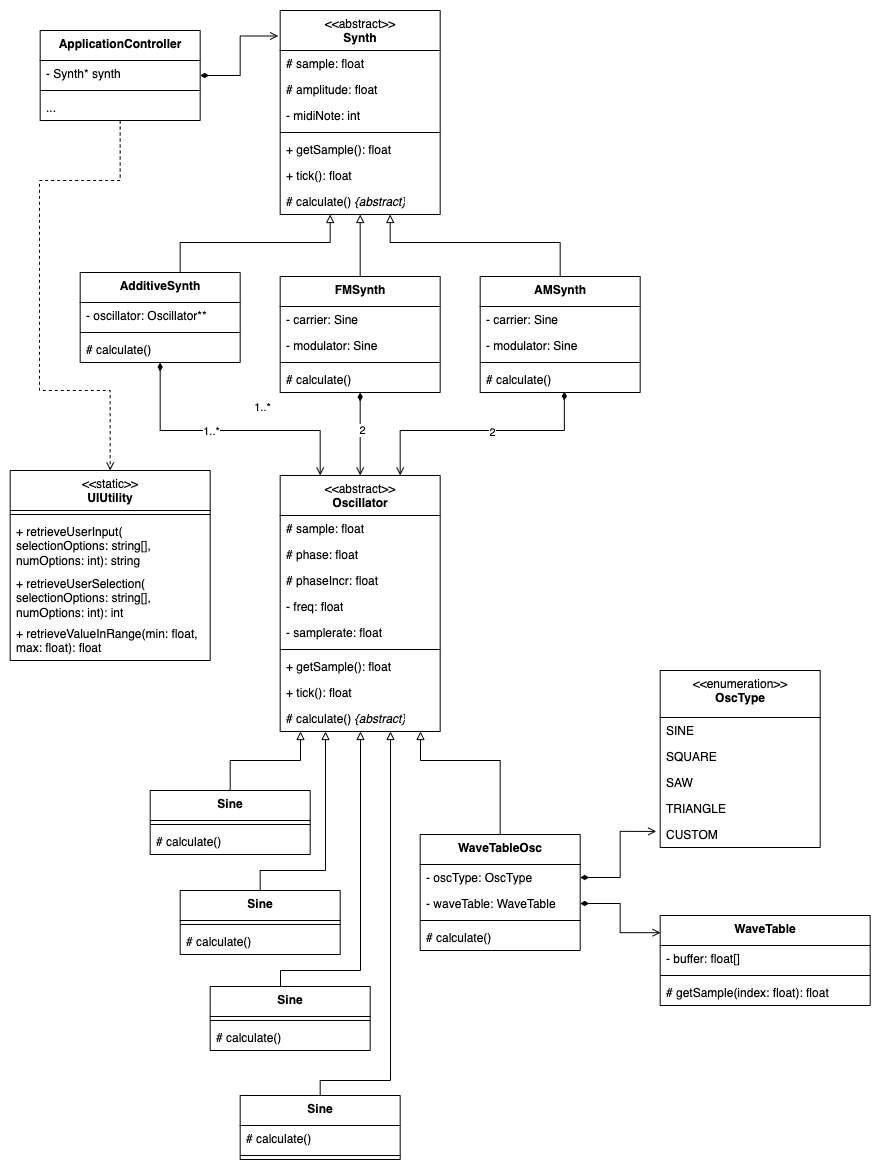 ApplicationController
- Synth* synth
...
<<abstract>>
Synth
# sample: float
# amplitude: float
- midiNote: int
+ getSample(): float
+ tick(): float
# calculate() {abstract}
AdditiveSynth
- oscillator: Oscillator**
# calculate()
FMSynth
- carrier: Sine
- modulator: Sine
# calculate()
AMSynth
- carrier: Sine
- modulator: Sine
# calculate()
1..*
1..*
2
2
<<static>>
UIUtility
+ retrieveUserInput(
selectionOptions: string[],
numOptions: int): string
+ retrieveUserSelection(
selectionOptions: string[],
numOptions: int): int
+ retrieveValueInRange(min: float,
max: float): float
<<abstract>>
Oscillator
# sample: float
# phase: float
# phaseIncr: float
- freq: float
- samplerate: float
+ getSample(): float
+ tick(): float
# calculate() {abstract}
<<enumeration>>
OscType
SINE
SQUARE
SAW
TRIANGLE
CUSTOM
Sine
# calculate()
WaveTableOsc
- oscType: OscType
- waveTable: WaveTable
# calculate()
Sine
# calculate()
WaveTable
- buffer: float[]
# getSample(index: float): float
Sine
# calculate()
Sine
# calculate()